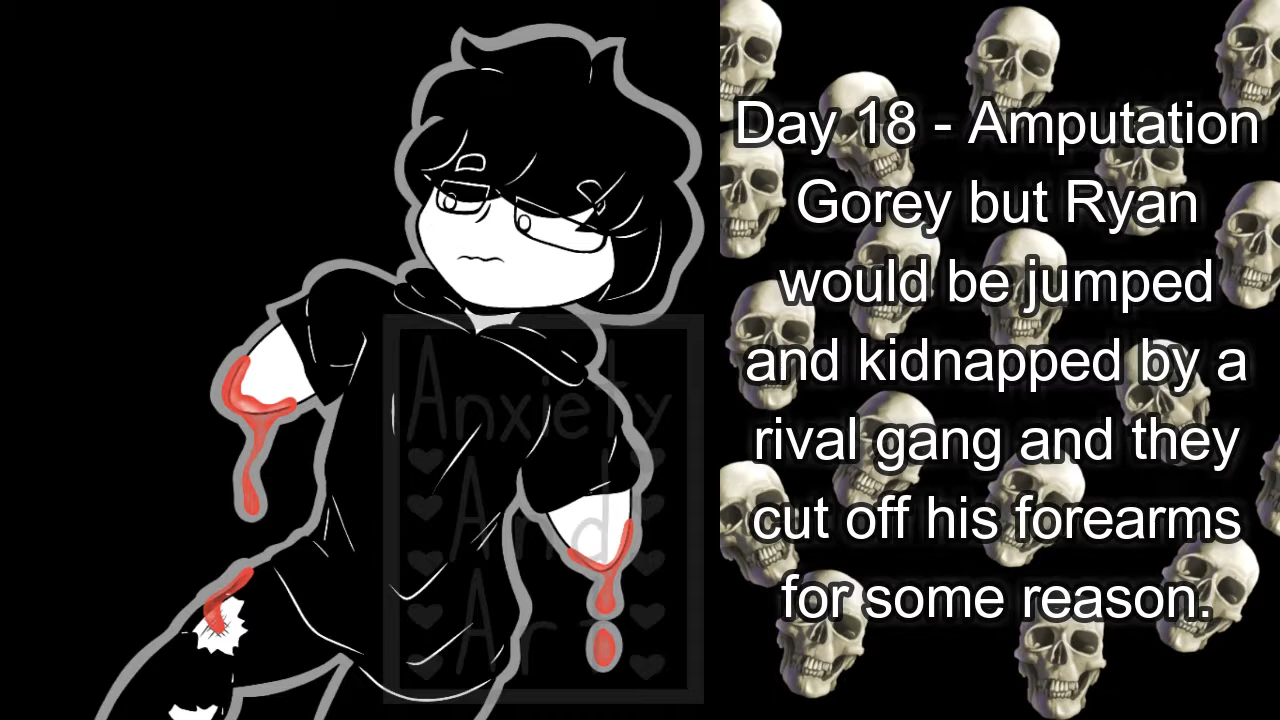 Day 18 - Amputation
Gorey but Ryan
would be jumped
and kidnapped by a
rival gang and they
cut off his forearms
for some reason.
Anxiety
And
Art